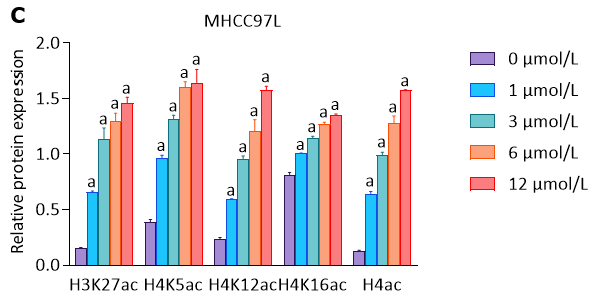 C
MHCC97L
Relative protein expression
2.0
1.5
1.0
0.5
0.0
a a a a
a a a a
a a a a
a a a a
a a a a
H3K27ac H4K5ac H4K12ac H4K16ac H4ac
0 μmol/L
1 μmol/L
3 μmol/L
6 μmol/L
12 μmol/L